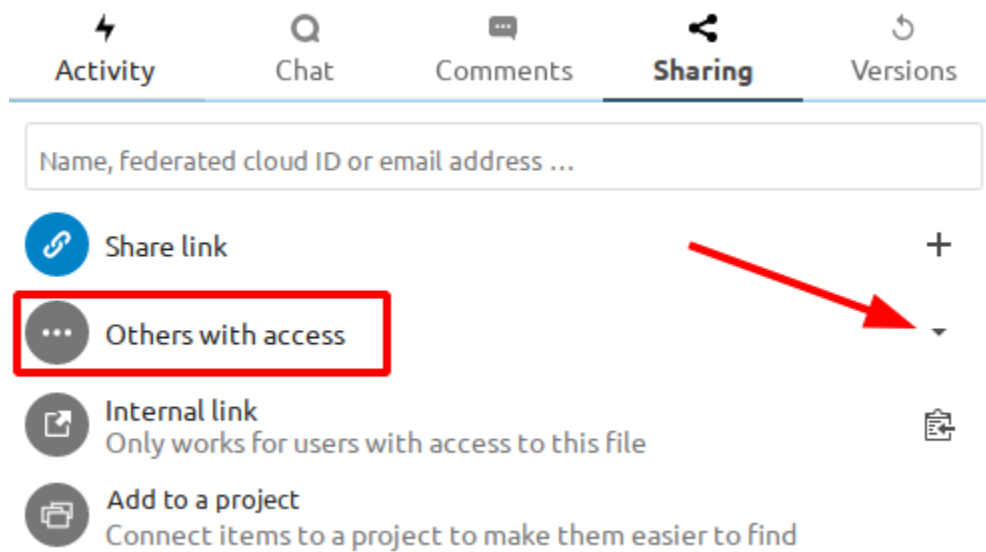 Activity Chat Comments Sharing Versions
Name, federated cloud ID or email address ...
Share link
Others with access
Internal link
Only works for users with access to this file
Add to a project
Connect items to a project to make them easier to find